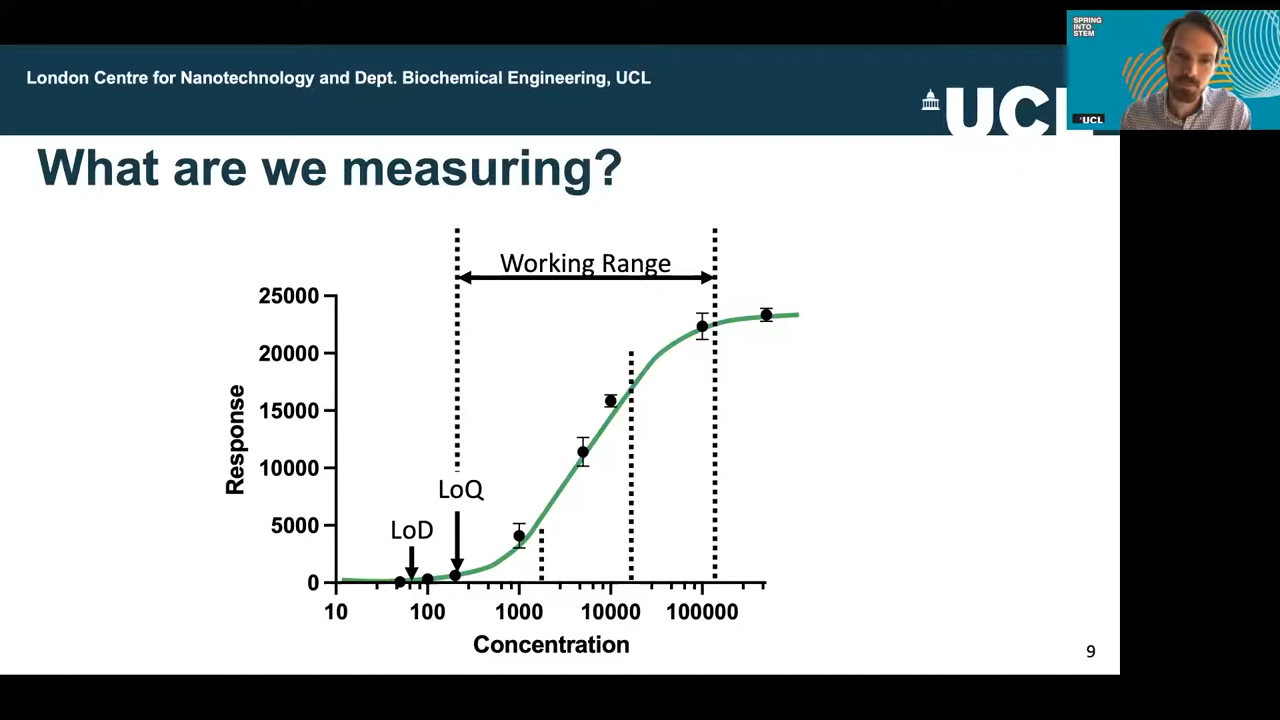 London Centre for Nanotechnology and Dept. Biochemical Engineering, UCL
UCL
SPRING
INTO
STEM
UCL
What are we measuring?
Working Range
25000
20000
15000
10000
5000
0
Response
LoQ
LoD
10 100 1000 10000 100000
Concentration
9